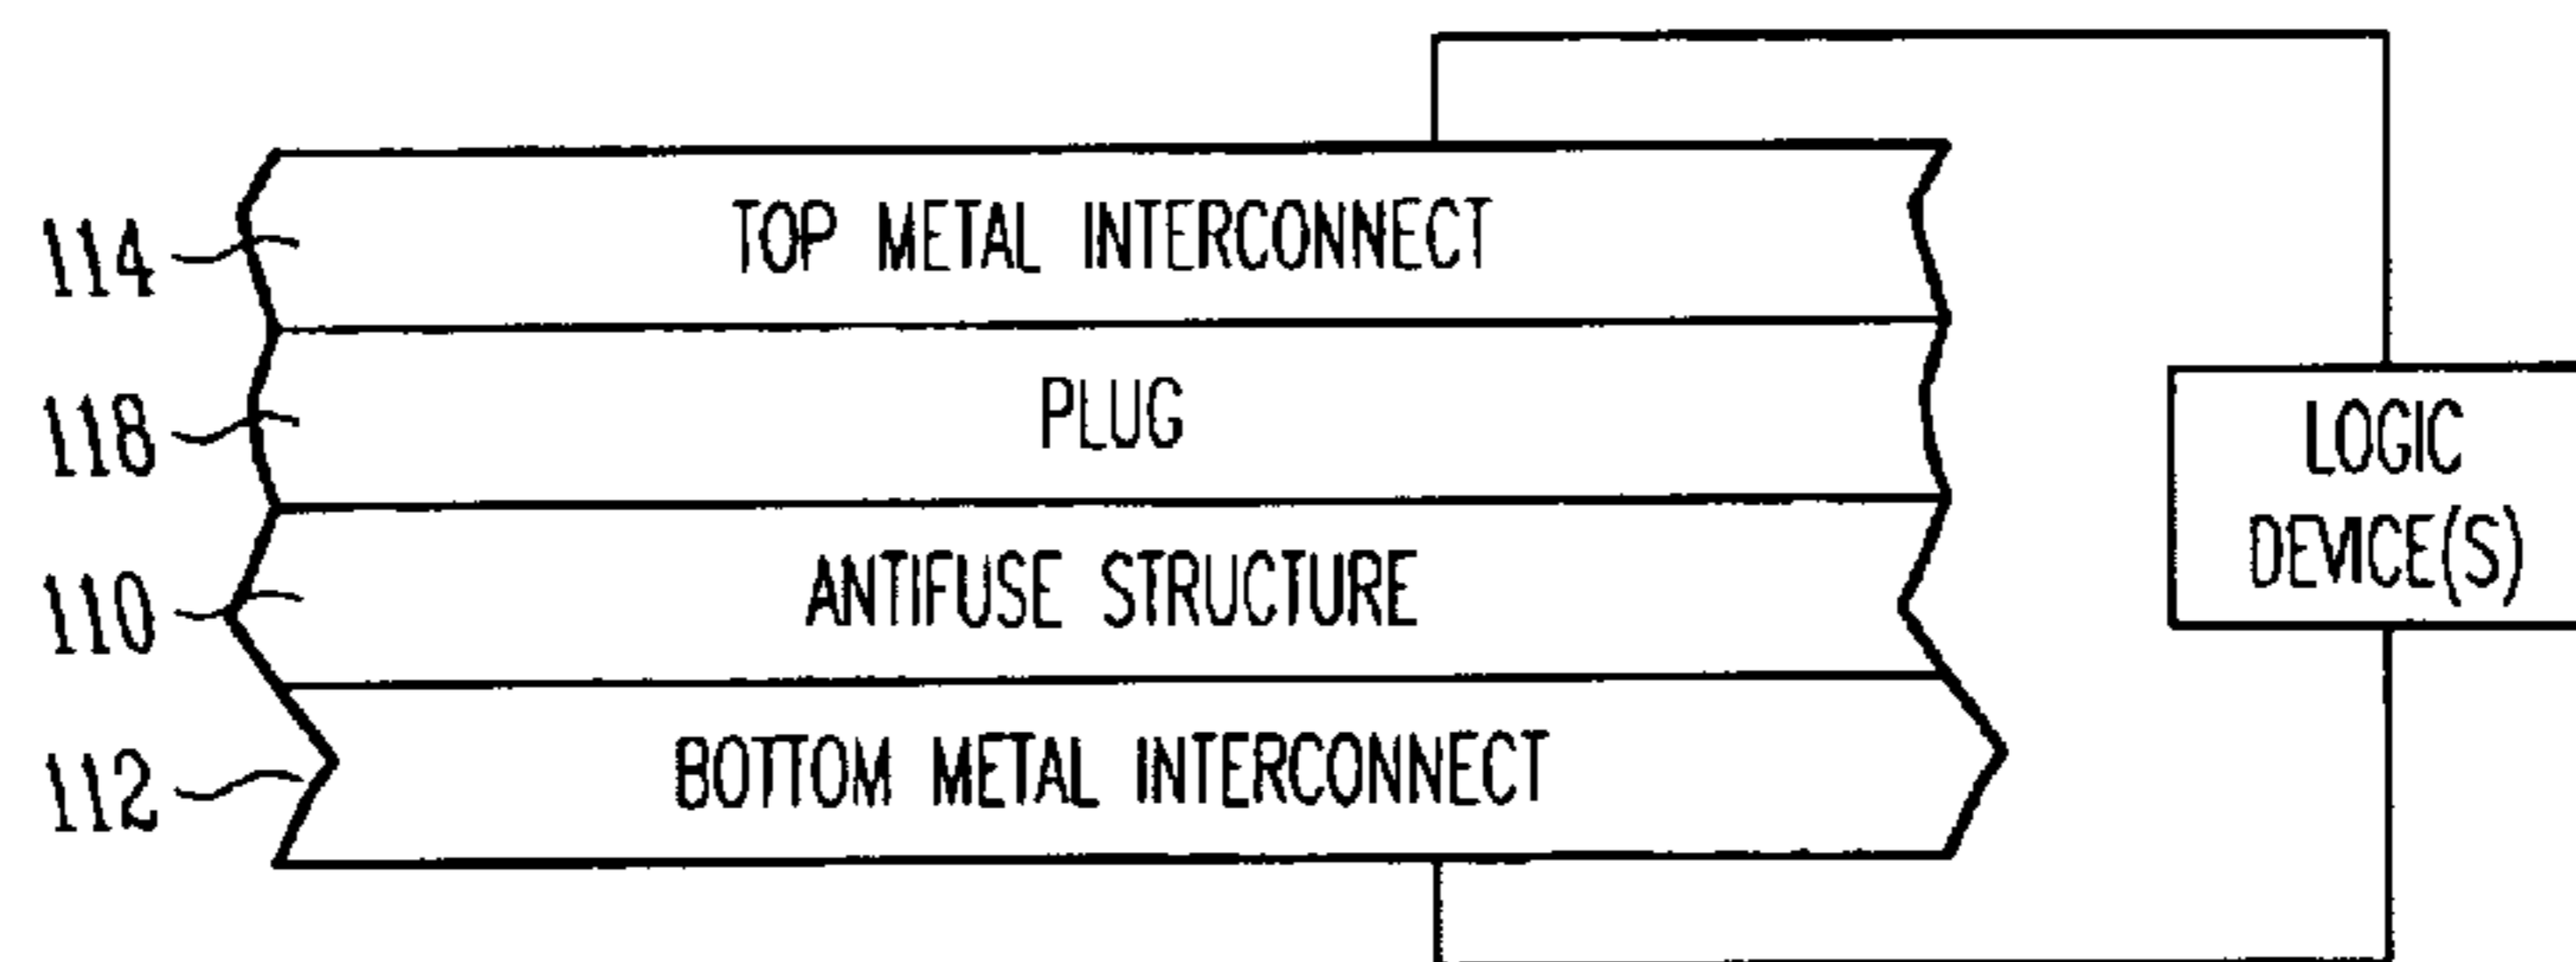 114 TOP METAL INTERCONNECT
118 PLUG
110 ANTIFUSE STRUCTURE
112 BOTTOM METAL INTERCONNECT
LOGIC
DEVICE(S)